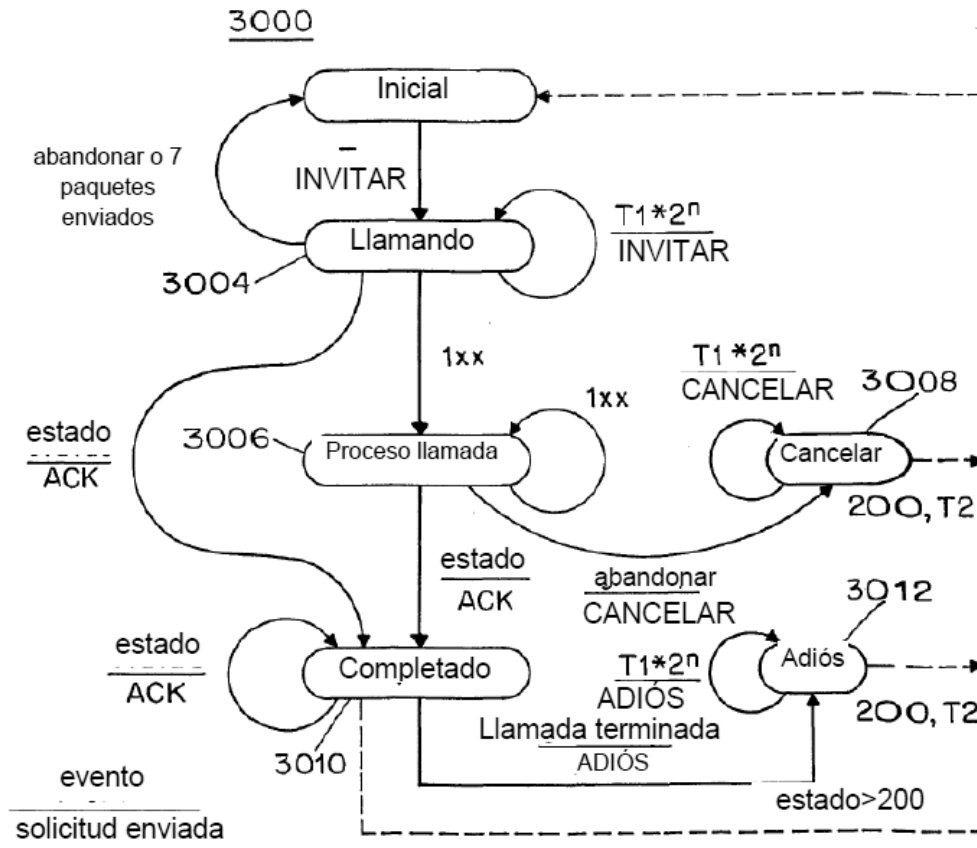 3000
Inicial
abandonar o 7
paquetes
enviados
–
INVITAR
Llamando
T1*2ⁿ
INVITAR
3004
1xx
T1*2ⁿ
CANCELAR
3008
estado
ACK
3006
Proceso llamada
1xx
Cancelar
200, T2
estado
ACK
abandonar
CANCELAR
3012
estado
ACK
Completado
T1*2ⁿ
ADIÓS
Adiós
200, T2
3010
Llamada terminada
ADIÓS
evento
solicitud enviada
estado>200